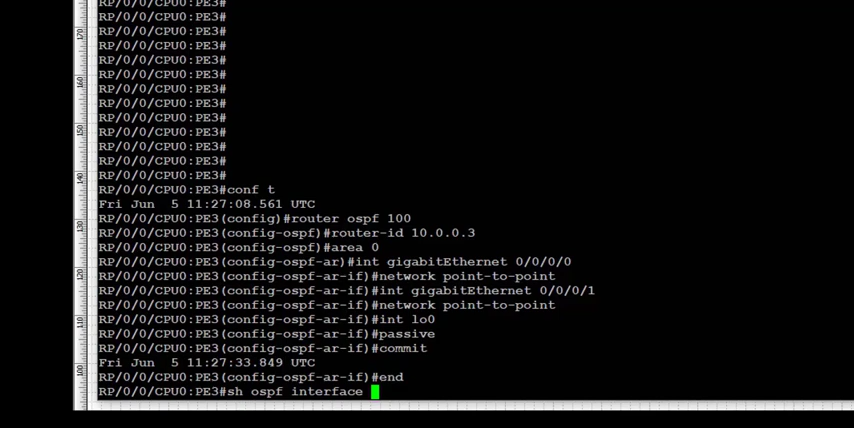 RP/0/0/CPU0:PE3#
RP/0/0/CPU0:PE3#
RP/0/0/CPU0:PE3#
RP/0/0/CPU0:PE3#
RP/0/0/CPU0:PE3#
RP/0/0/CPU0:PE3#
RP/0/0/CPU0:PE3#
RP/0/0/CPU0:PE3#
RP/0/0/CPU0:PE3#
RP/0/0/CPU0:PE3#
RP/0/0/CPU0:PE3#
RP/0/0/CPU0:PE3#
RP/0/0/CPU0:PE3#
RP/0/0/CPU0:PE3#conf t
Fri Jun  5 11:27:08.561 UTC
RP/0/0/CPU0:PE3(config)#router ospf 100
RP/0/0/CPU0:PE3(config-ospf)#router-id 10.0.0.3
RP/0/0/CPU0:PE3(config-ospf)#area 0
RP/0/0/CPU0:PE3(config-ospf-ar)#int gigabitEthernet 0/0/0/0
RP/0/0/CPU0:PE3(config-ospf-ar-if)#network point-to-point
RP/0/0/CPU0:PE3(config-ospf-ar-if)#int gigabitEthernet 0/0/0/1
RP/0/0/CPU0:PE3(config-ospf-ar-if)#network point-to-point
RP/0/0/CPU0:PE3(config-ospf-ar-if)#int lo0
RP/0/0/CPU0:PE3(config-ospf-ar-if)#passive
RP/0/0/CPU0:PE3(config-ospf-ar-if)#commit
Fri Jun  5 11:27:33.849 UTC
RP/0/0/CPU0:PE3(config-ospf-ar-if)#end
RP/0/0/CPU0:PE3#sh ospf interface
170
160
150
140
130
120
110
100